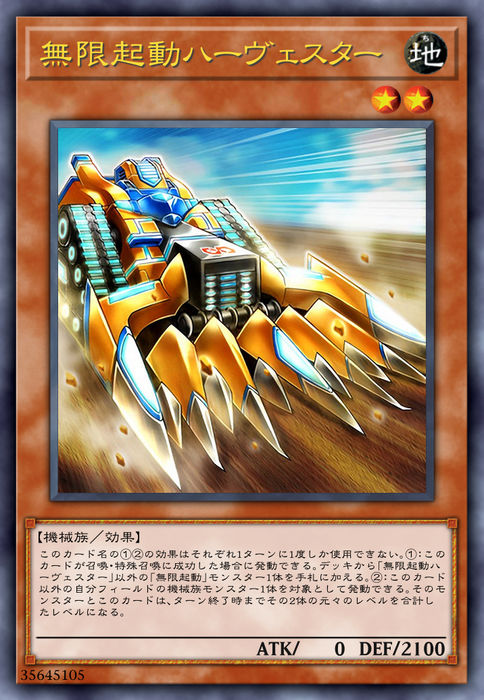 無限起動ハーヴェスター
地
【機械族／効果】
このカード名の①②の効果はそれぞれ1ターンに1度しか使用できない。①：この
カードが召喚・特殊召喚に成功した場合に発動できる。デッキから「無限起動ハ
ーヴェスター」以外の「無限起動」モンスター1体を手札に加える。②：このカード
以外の自分フィールドの機械族モンスター1体を対象として発動できる。そのモ
ンスターとこのカードは、ターン終了時までその2体の元々のレベルを合計し
たレベルになる。
ATK/ 0 DEF/2100
35645105